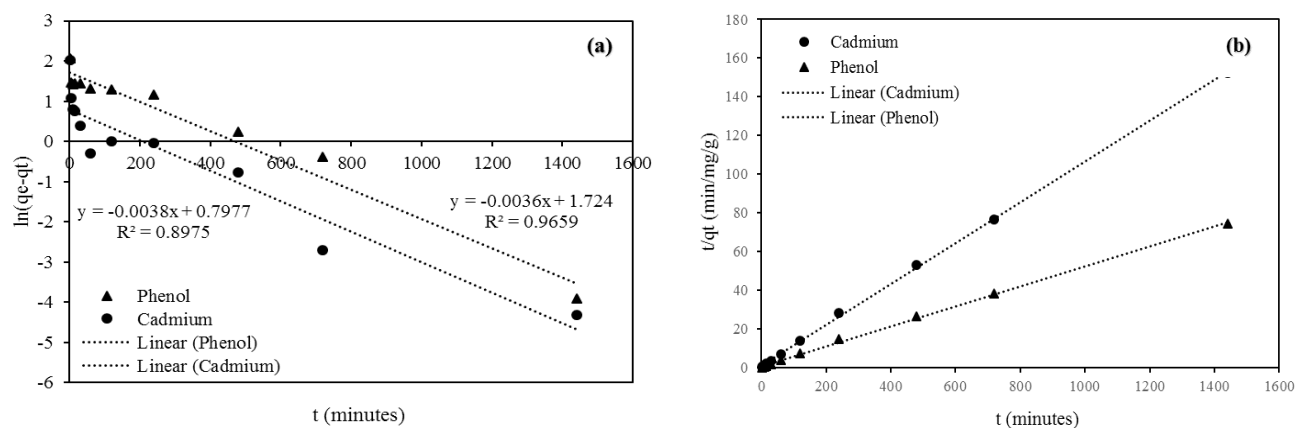 (a)
3
2
1
0
-1
-2
-3
-4
-5
-6
0 200 400 600 800 1000 1200 1400 1600
ln(qe-qt)
t (minutes)
y = -0.0038x + 0.7977
R² = 0.8975
y = -0.0036x + 1.724
R² = 0.9659
Phenol
Cadmium
Linear (Phenol)
Linear (Cadmium)
(b)
180
160
140
120
100
80
60
40
20
0
0 200 400 600 800 1000 1200 1400 1600
t/qt (min/mg/g)
t (minutes)
Cadmium
Phenol
Linear (Cadmium)
Linear (Phenol)